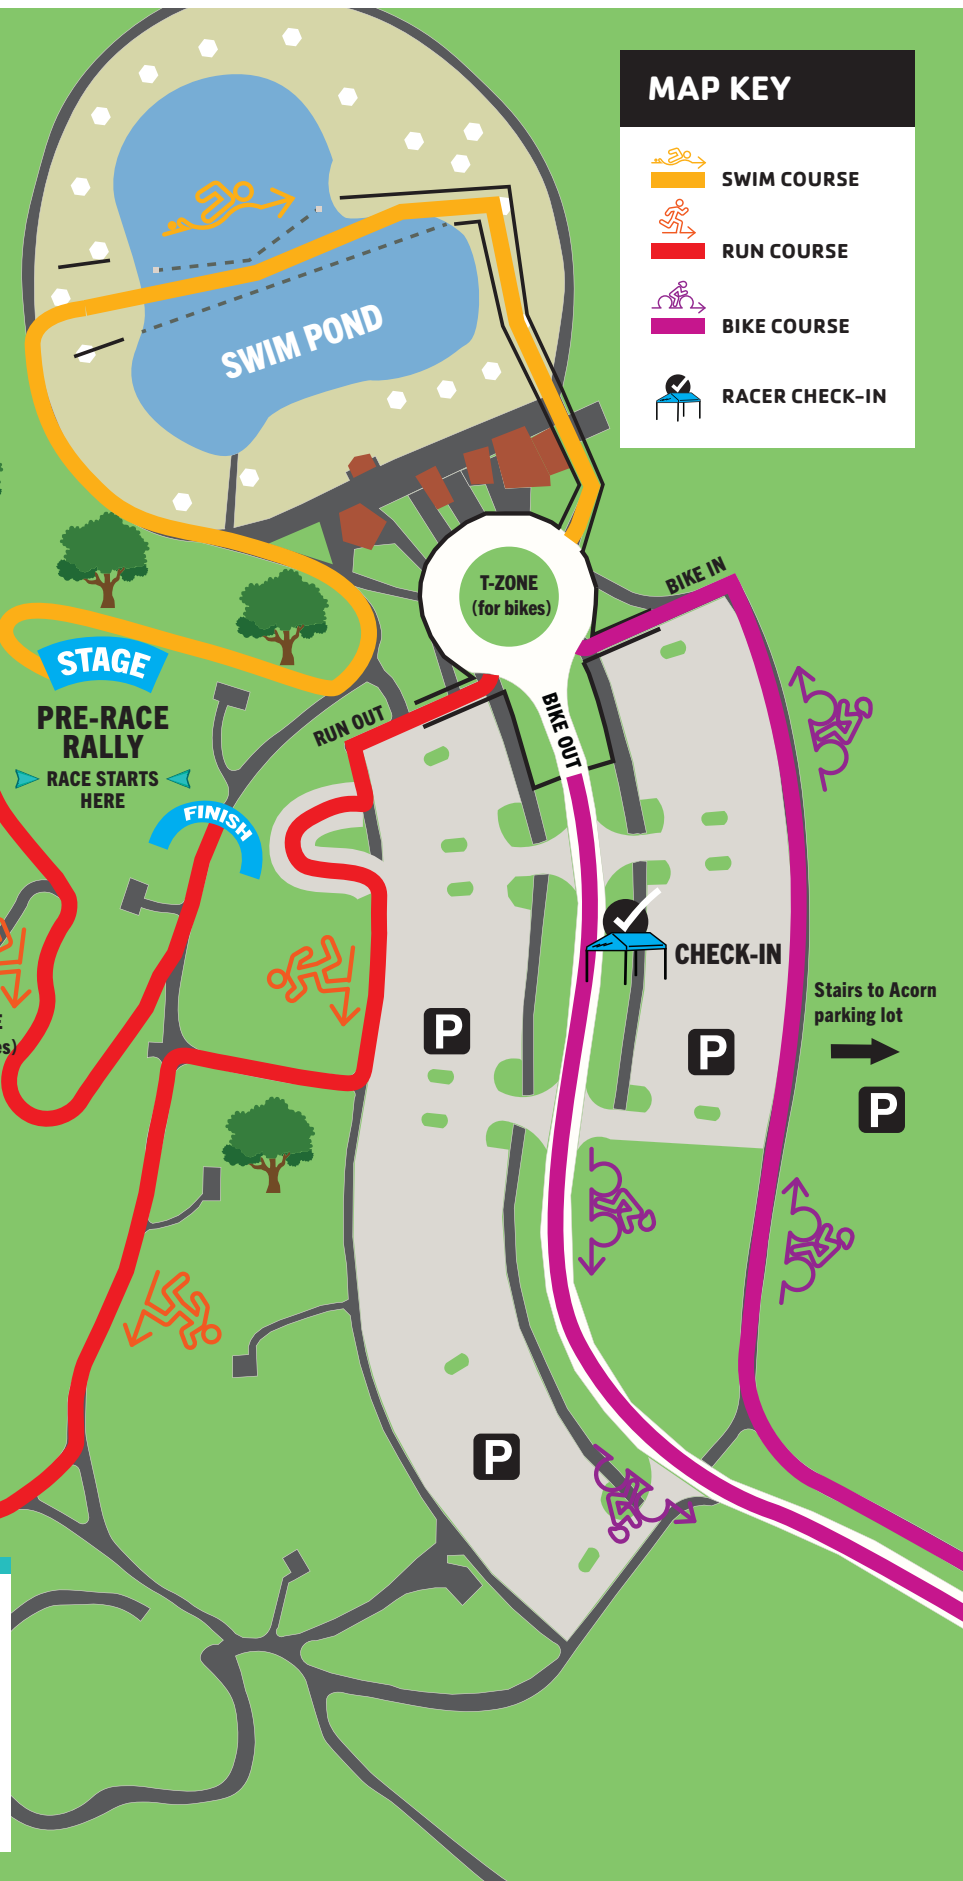 MAP KEY
SWIM COURSE
RUN COURSE
BIKE COURSE
RACER CHECK-IN
SWIM POND
T-ZONE
(for bikes)
BIKE IN
STAGE
PRE-RACE
RALLY
RACE STARTS
HERE
RUN OUT
BIKE OUT
FINISH
CHECK-IN
Stairs to Acorn
parking lot
P
P
P
P